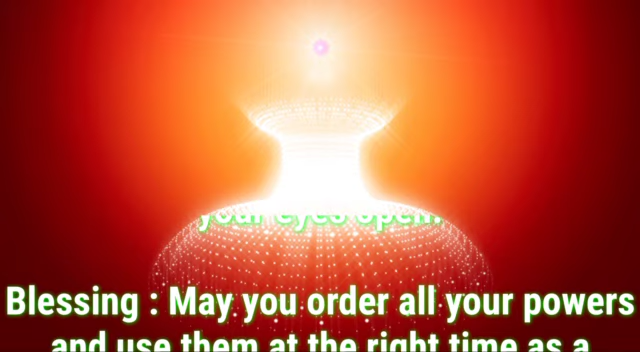 your eyes open.
Blessing : May you order all your powers
and use them at the right time as a